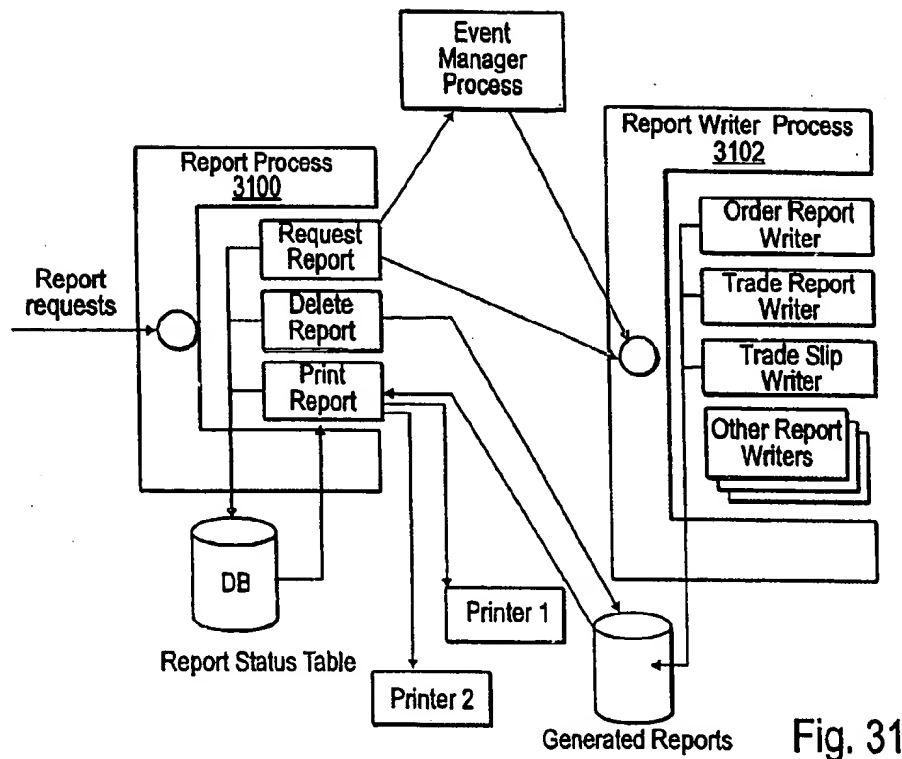 Event
Manager
Process
Report Process
3100
Report Writer Process
3102
Report
requests
Request
Report
Delete
Report
Print
Report
Order Report
Writer
Trade Report
Writer
Trade Slip
Writer
Other Report
Writers
DB
Report Status Table
Printer 1
Printer 2
Generated Reports
Fig. 31